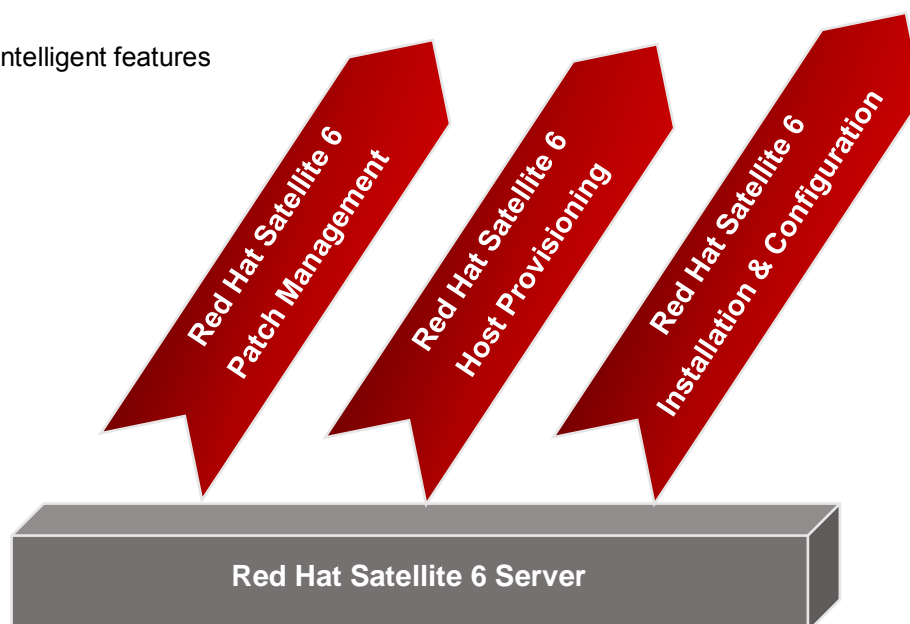 ntelligent features
Red Hat Satellite 6
Patch Management
Red Hat Satellite 6
Host Provisioning
Red Hat Satellite 6
Installation & Configuration
Red Hat Satellite 6 Server